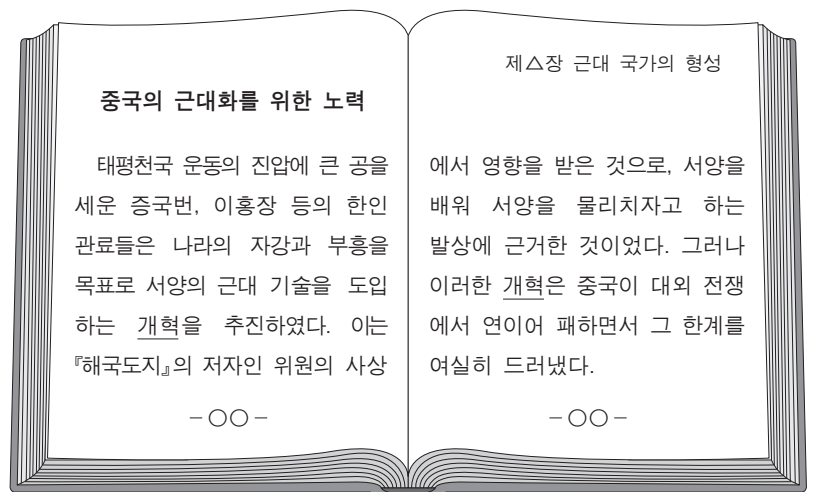 중국의 근대화를 위한 노력
태평천국 운동의 진압에 큰 공을
세운 증국번, 이홍장 등의 한인
관료들은 나라의 자강과 부흥을
목표로 서양의 근대 기술을 도입
하는 개혁을 추진하였다. 이는
『해국도지』의 저자인 위원의 사상
－○○－
제△장 근대 국가의 형성
에서 영향을 받은 것으로, 서양을
배워 서양을 물리치자고 하는
발상에 근거한 것이었다. 그러나
이러한 개혁은 중국이 대외 전쟁
에서 연이어 패하면서 그 한계를
여실히 드러냈다.
－○○－